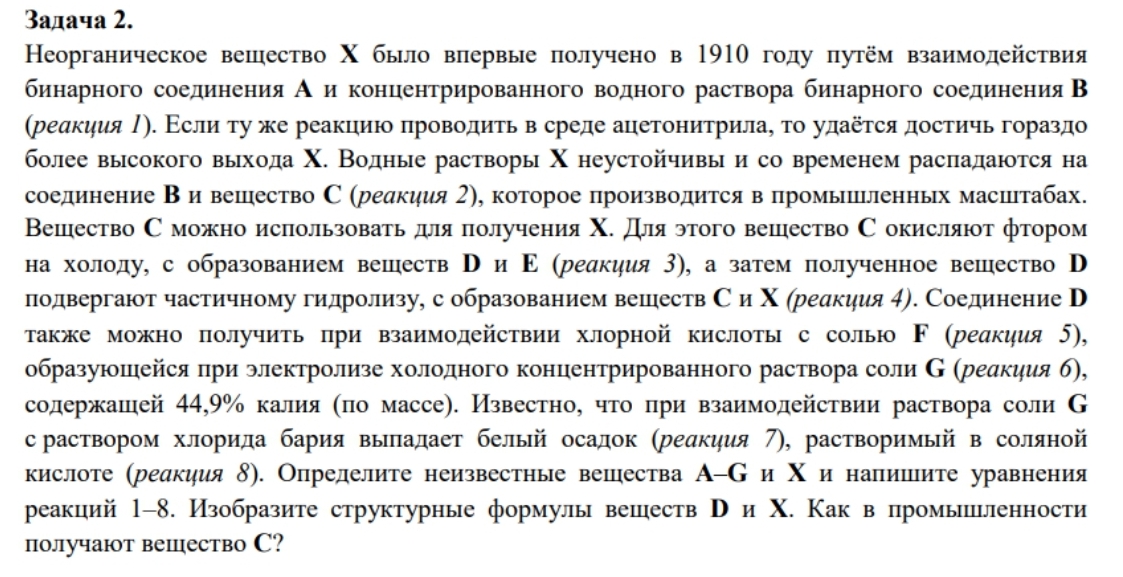 Задача 2.
Неорганическое вещество X было впервые получено в 1910 году путём взаимодействия
бинарного соединения A и концентрированного водного раствора бинарного соединения B
(реакция 1). Если ту же реакцию проводить в среде ацетонитрила, то удаётся достичь гораздо
более высокого выхода X. Водные растворы X неустойчивы и со временем распадаются на
соединение B и вещество C (реакция 2), которое производится в промышленных масштабах.
Вещество C можно использовать для получения X. Для этого вещество C окисляют фтором
на холоду, с образованием веществ D и E (реакция 3), а затем полученное вещество D
подвергают частичному гидролизу, с образованием веществ C и X (реакция 4). Соединение D
также можно получить при взаимодействии хлорной кислоты с солью F (реакция 5),
образующейся при электролизе холодного концентрированного раствора соли G (реакция 6),
содержащей 44,9% калия (по массе). Известно, что при взаимодействии раствора соли G
с раствором хлорида бария выпадает белый осадок (реакция 7), растворимый в соляной
кислоте (реакция 8). Определите неизвестные вещества A–G и X и напишите уравнения
реакций 1–8. Изобразите структурные формулы веществ D и X. Как в промышленности
получают вещество C?